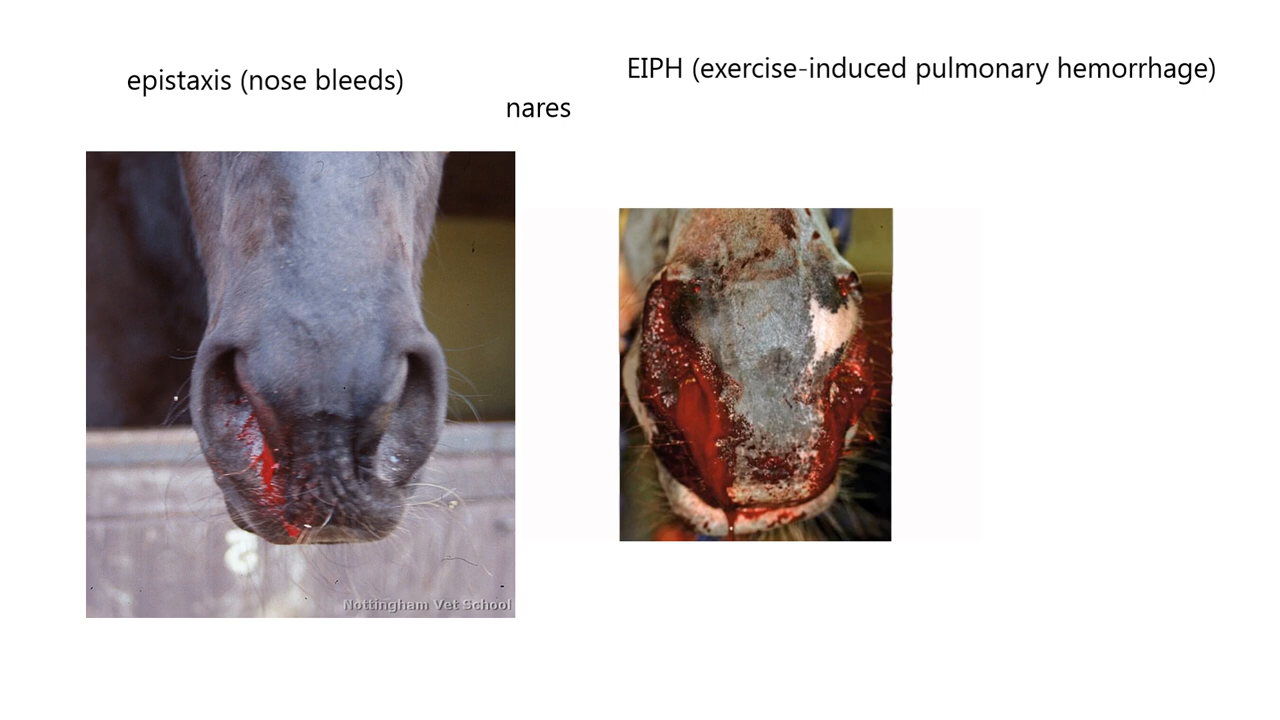 epistaxis (nose bleeds)
EIPH (exercise-induced pulmonary hemorrhage)
nares
Nottingham Vet School